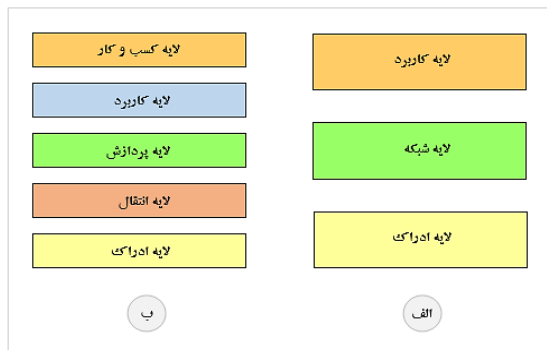 لایه کاربرد
لایه شبکه
لایه ادراک
الف
لایه کسب و کار
لایه کاربرد
لایه پردازش
لایه انتقال
لایه ادراک
ب